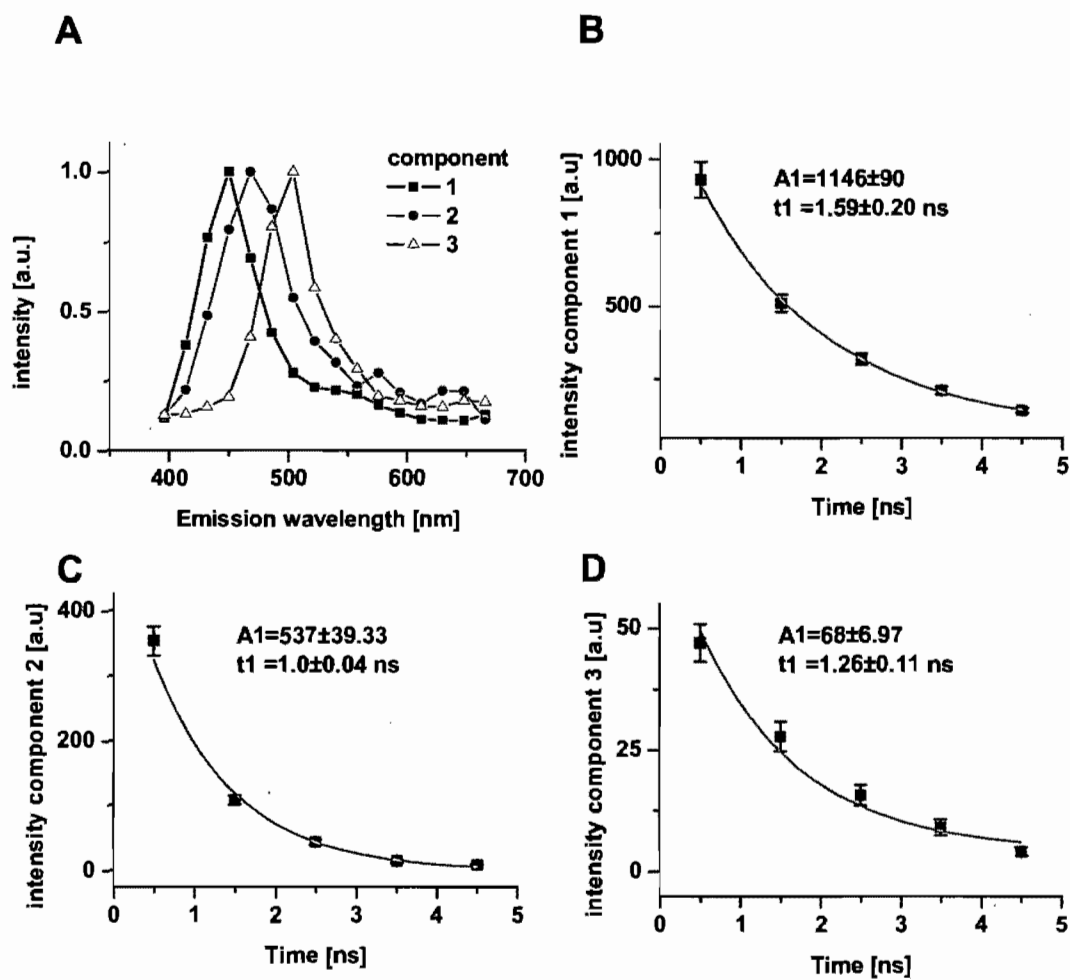 A
intensity [a.u.]
1.0
0.5
0.0
400
500
600
700
Emission wavelength [nm]
component
1
2
3
B
intensity component 1 [a.u]
1000
500
0
1
2
3
4
5
Time [ns]
A1=1146±90
t1 =1.59±0.20 ns
C
intensity component 2 [a.u]
400
200
0
0
1
2
3
4
5
Time [ns]
A1=537±39.33
t1 =1.0±0.04 ns
D
intensity component 3 [a.u]
50
25
0
0
1
2
3
4
5
Time [ns]
A1=68±6.97
t1 =1.26±0.11 ns